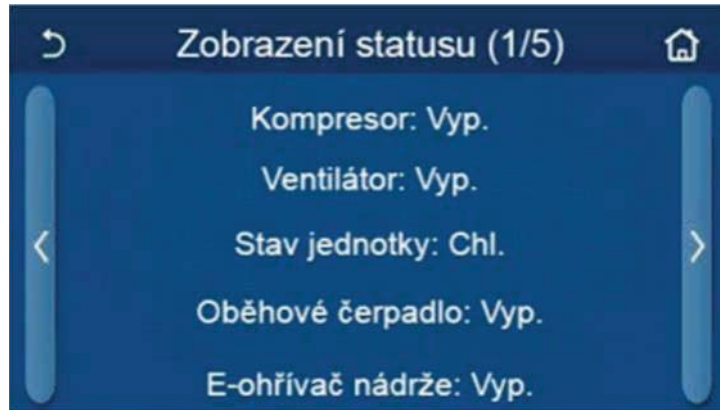 Zobrazení statusu (1/5)
Kompresor: Vyp.
Ventilátor: Vyp.
Stav jednotky: Chl.
Oběhové čerpadlo: Vyp.
E-ohřívač nádrže: Vyp.